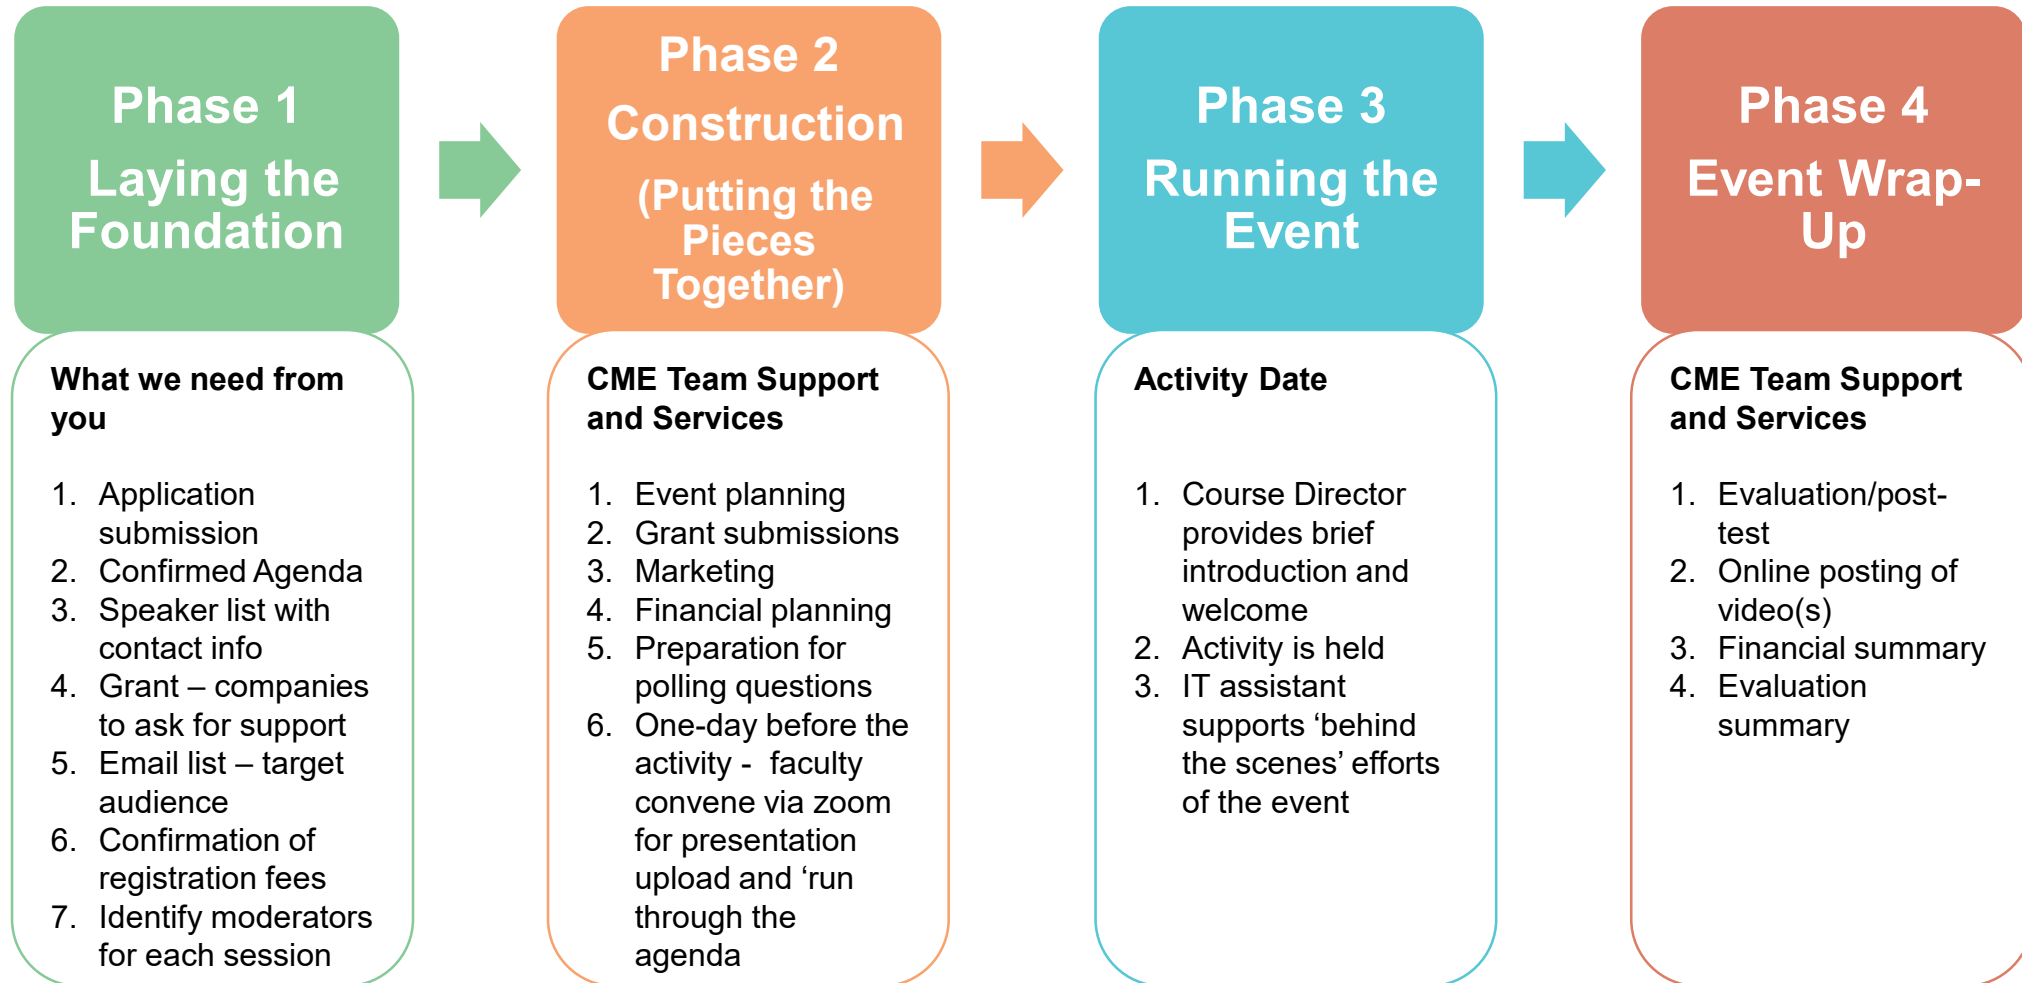 Phase 1
Laying the
Foundation
What we need from
you
1. Application
submission
2. Confirmed Agenda
3. Speaker list with
contact info
4. Grant – companies
to ask for support
5. Email list – target
audience
6. Confirmation of
registration fees
7. Identify moderators
for each session
Phase 2
Construction
(Putting the
Pieces
Together)
CME Team Support
and Services
1. Event planning
2. Grant submissions
3. Marketing
4. Financial planning
5. Preparation for
polling questions
6. One-day before the
activity -  faculty
convene via zoom
for presentation
upload and ‘run
through the
agenda
Phase 3
Running the
Event
Activity Date
1. Course Director
provides brief
introduction and
welcome
2. Activity is held
3. IT assistant
supports ‘behind
the scenes’ efforts
of the event
Phase 4
Event Wrap-
Up
CME Team Support
and Services
1. Evaluation/post-
test
2. Online posting of
video(s)
3. Financial summary
4. Evaluation
summary